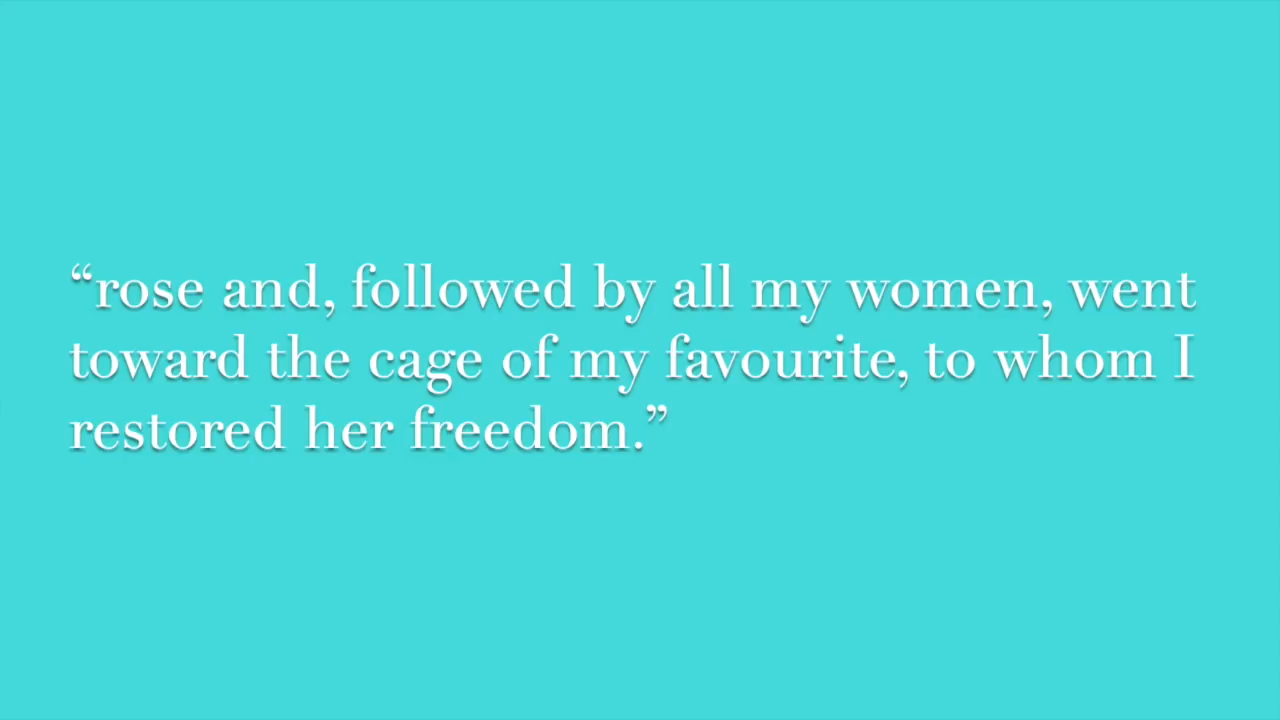 “rose and, followed by all my women, went
toward the cage of my favourite, to whom I
restored her freedom.”